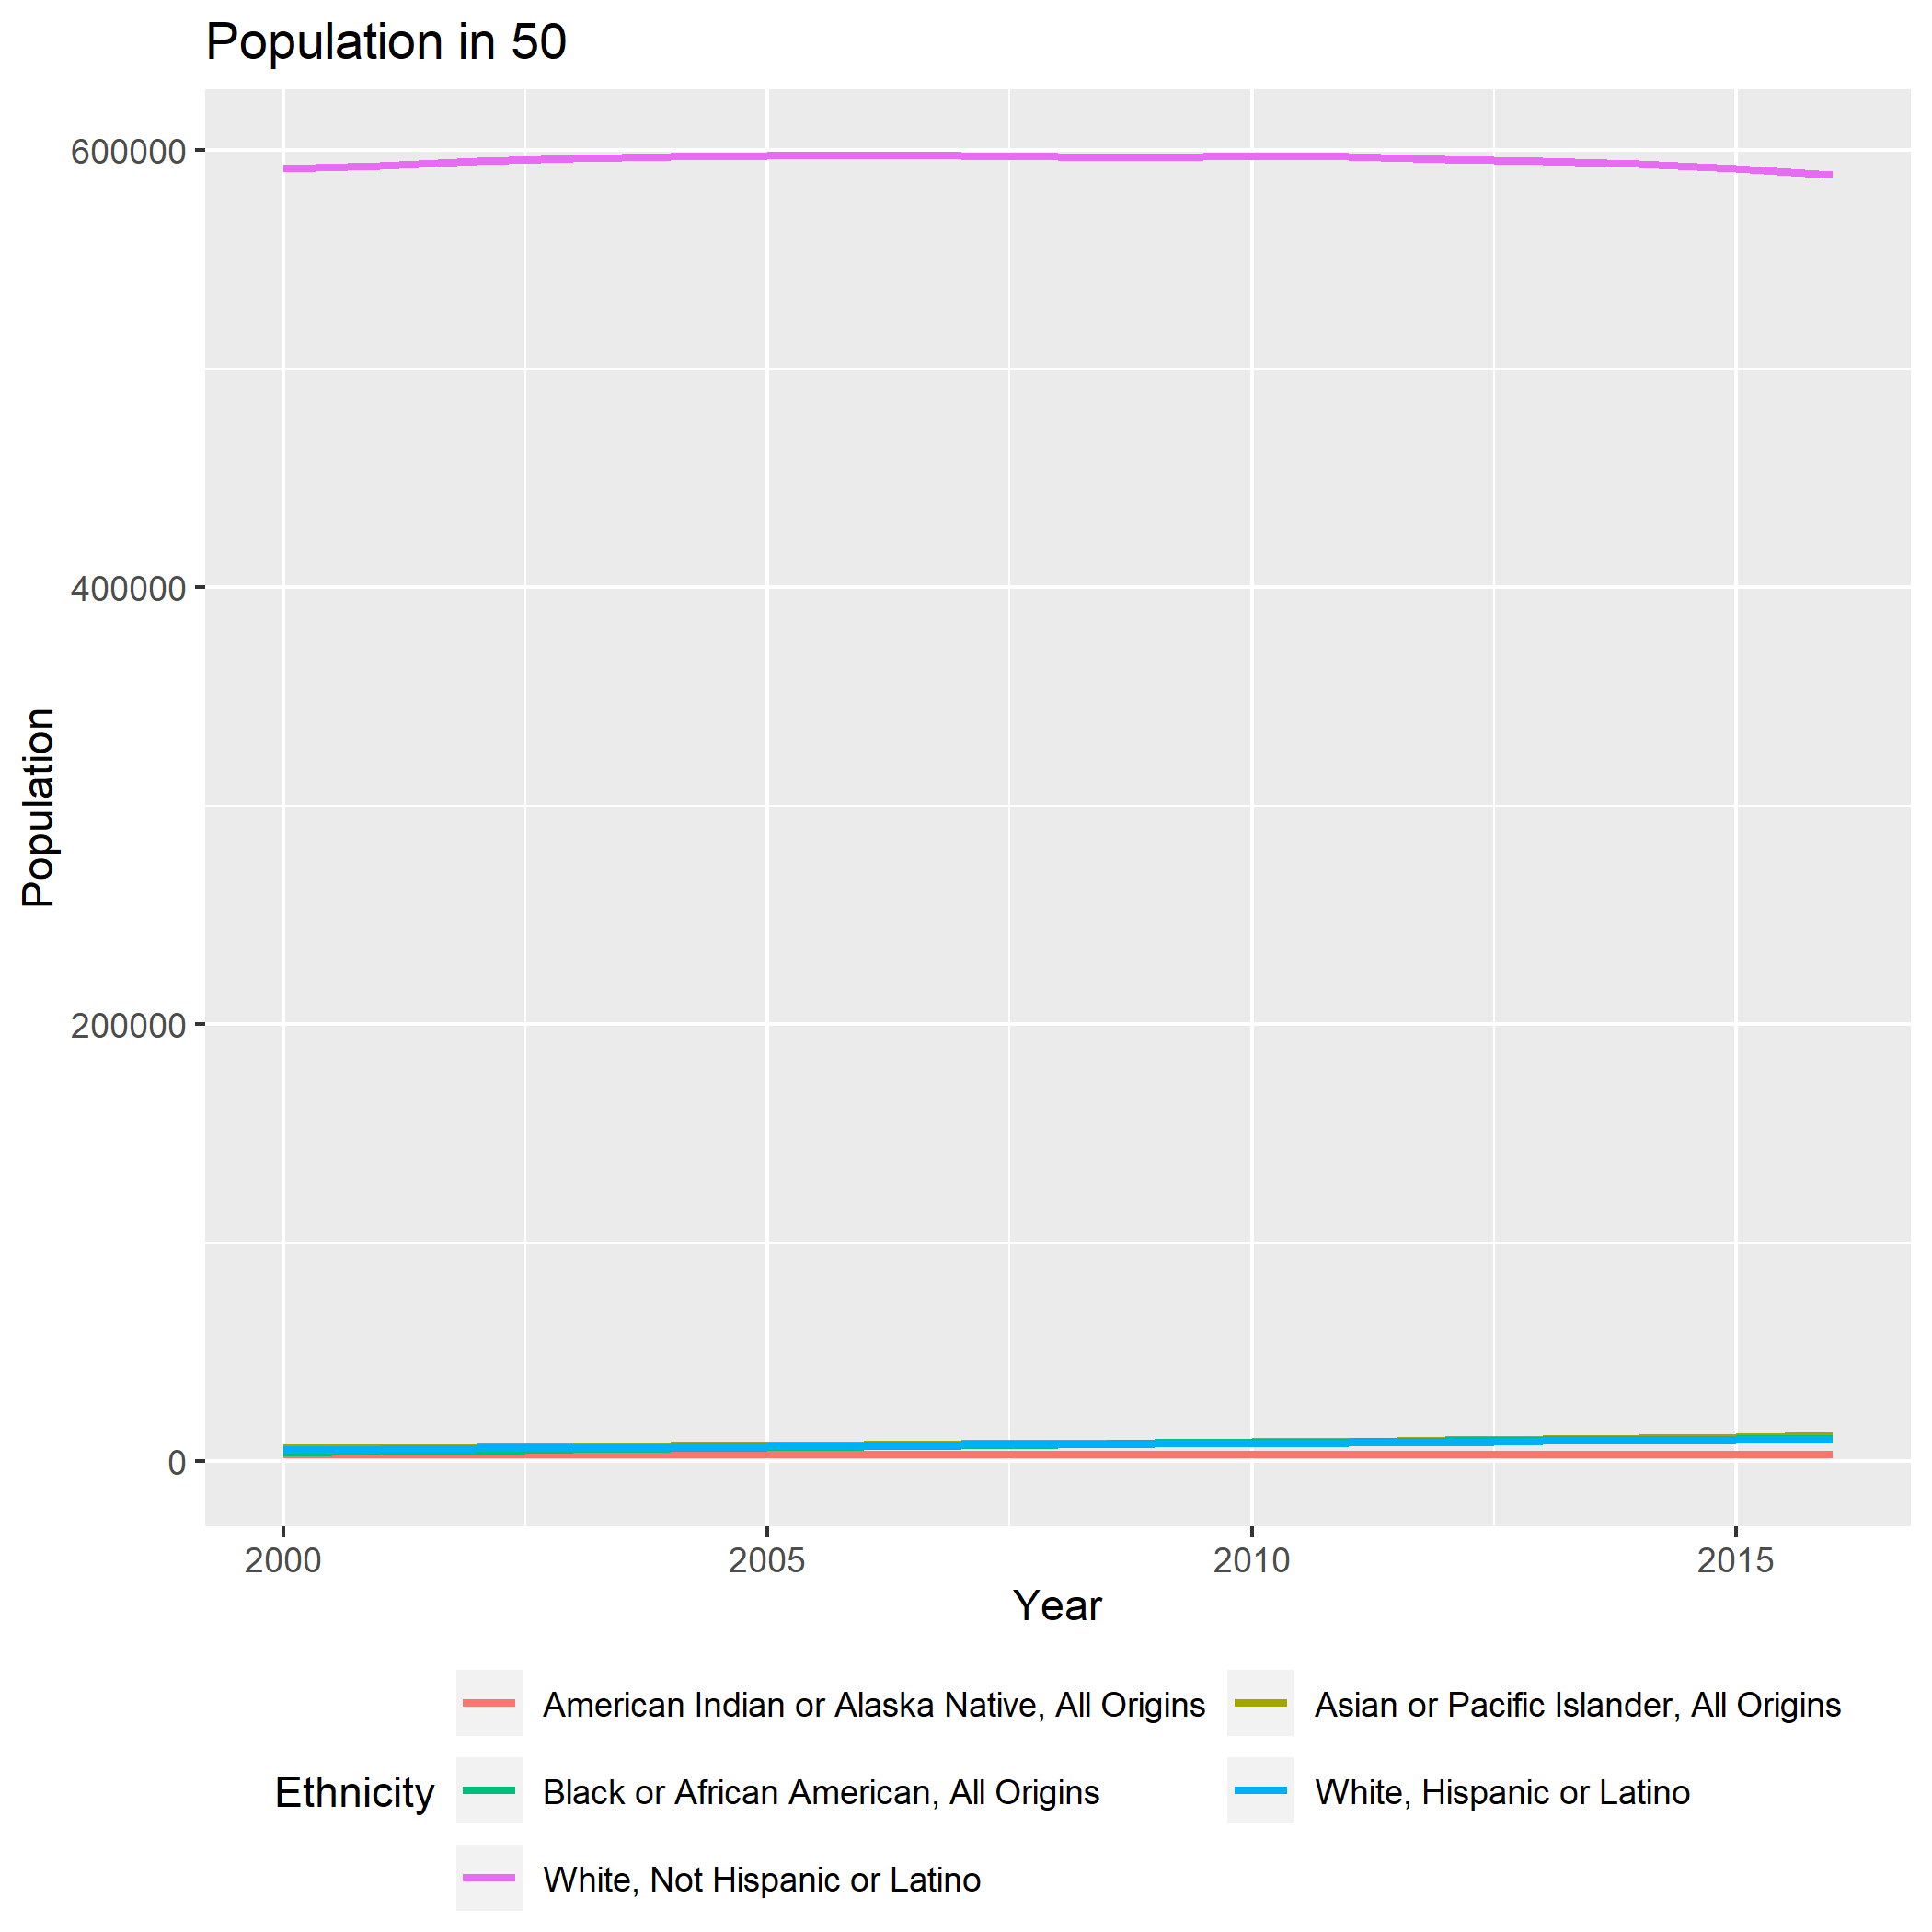 Population in 50
600000
400000
200000
0
Population
2000 2005 2010 2015
Year
Ethnicity
American Indian or Alaska Native, All Origins
Asian or Pacific Islander, All Origins
Black or African American, All Origins
White, Hispanic or Latino
White, Not Hispanic or Latino